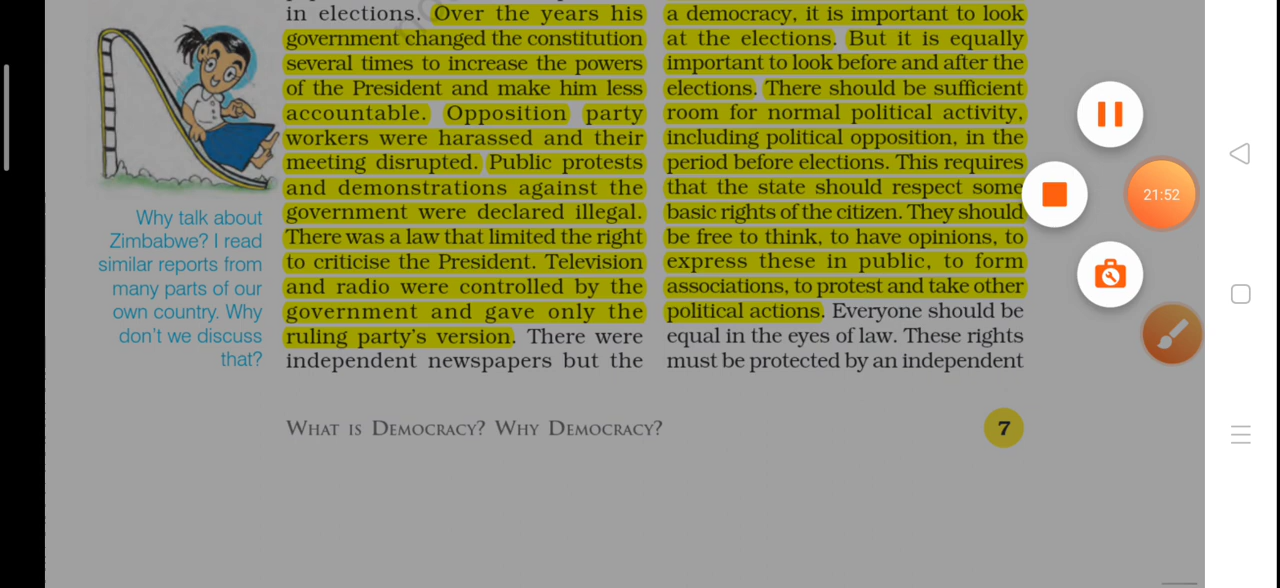 in elections. Over the years his
government changed the constitution
several times to increase the powers
of the President and make him less
accountable. Opposition party
workers were harassed and their
meeting disrupted. Public protests
and demonstrations against the
government were declared illegal.
There was a law that limited the right
to criticise the President. Television
and radio were controlled by the
government and gave only the
ruling party's version. There were
independent newspapers but the
a democracy, it is important to look
at the elections. But it is equally
important to look before and after the
elections. There should be sufficient
room for normal political activity,
including political opposition, in the
period before elections. This requires
that the state should respect some
basic rights of the citizen. They should
be free to think, to have opinions, to
express these in public, to form
associations, to protest and take other
political actions. Everyone should be
equal in the eyes of law. These rights
must be protected by an independent
Why talk about
Zimbabwe? I read
similar reports from
many parts of our
own country. Why
don't we discuss
that?
What is Democracy? Why Democracy?
7
21:52